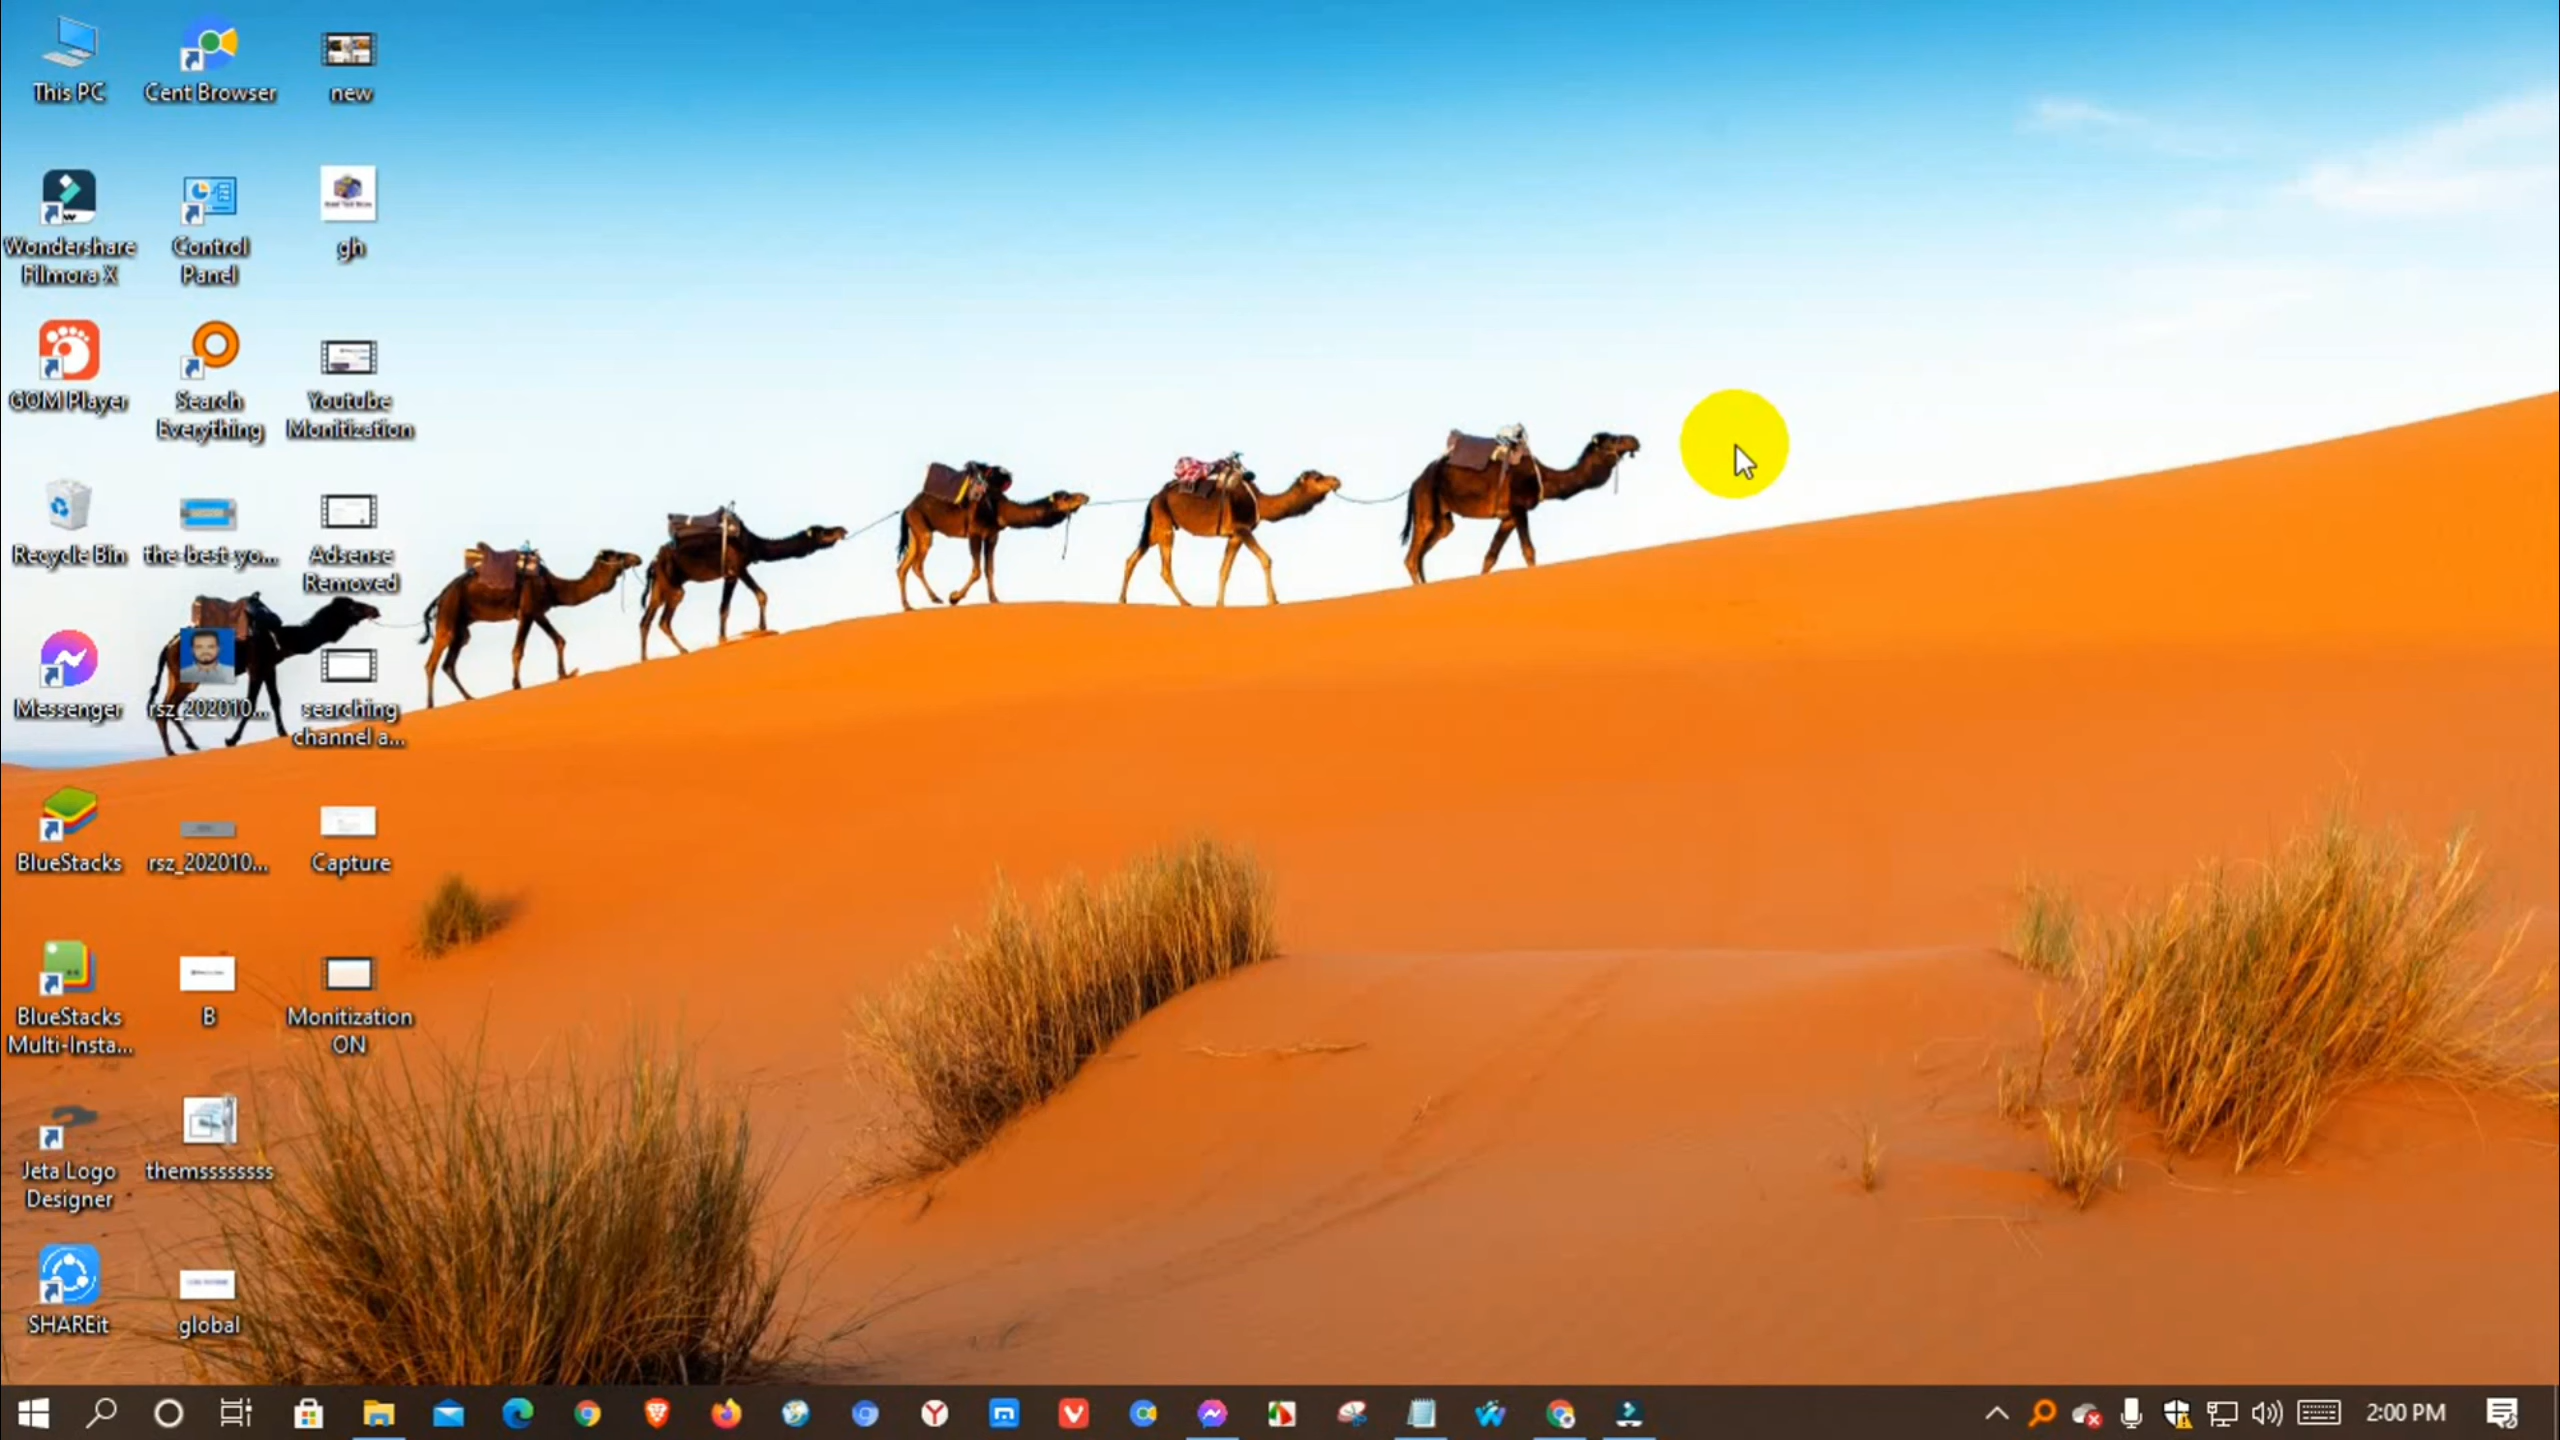 This PC
Cent Browser
new
Wondershare
Filmora X
Control
Panel
gh
GOM Player
Search
Everything
Youtube
Monitization
Recycle Bin
the-best-yo...
Adsense
Removed
Messenger
rsz_202010...
searching
channel a...
BlueStacks
rsz_202010...
Capture
BlueStacks
Multi-Insta...
B
Monitization
ON
Jeta Logo
Designer
themssssssss
SHAREit
global
2:00 PM